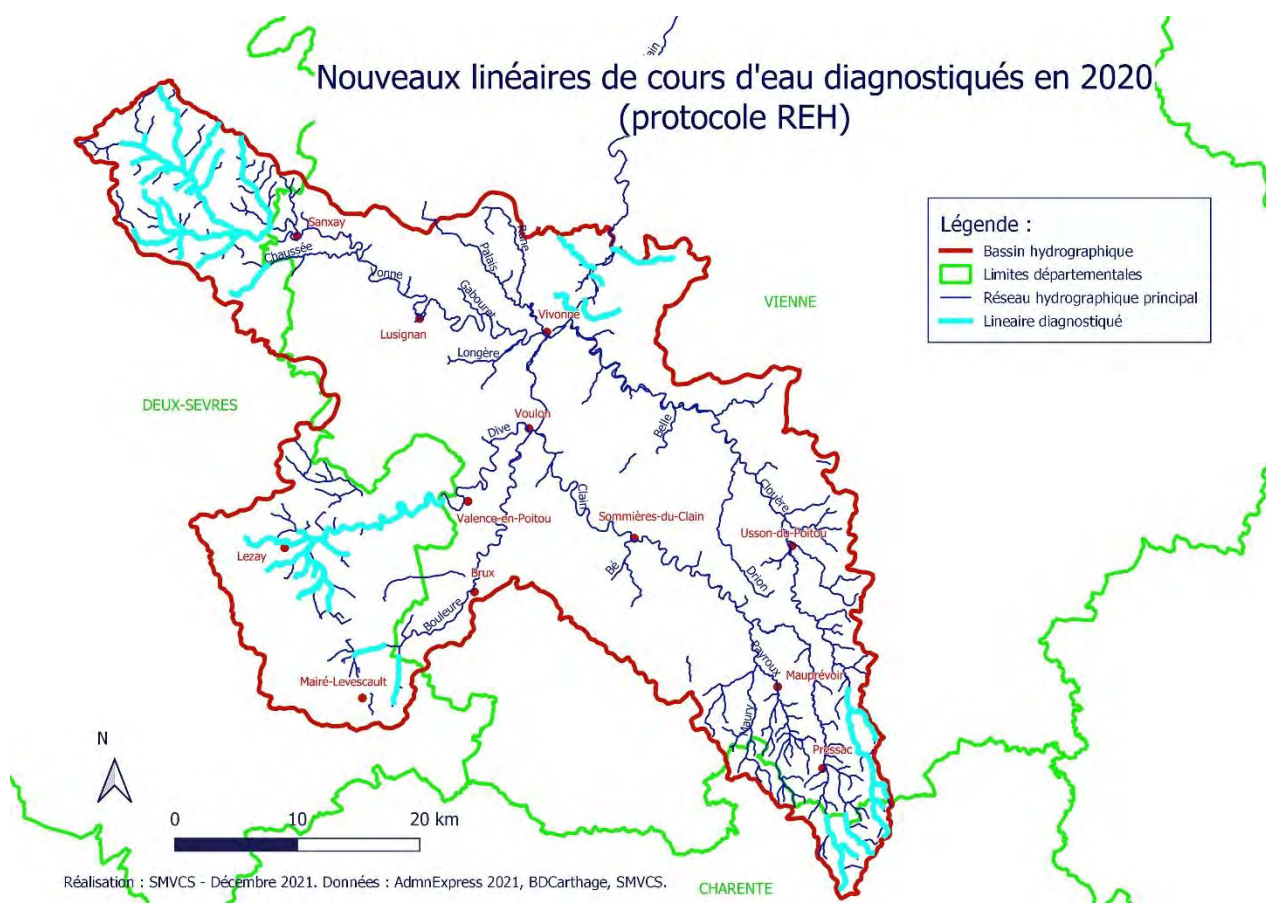 Nouveaux linéaires de cours d'eau diagnostiqués en 2020
(protocole REH)
Légende :
Bassin hydrographique
Limites départementales
Réseau hydrographique principal
Lineaire diagnostiqué
VIENNE
DEUX-SEVRES
CHARENTE
Sanxay
Chaussée
Vonne
Palais
Rune
Gabouret
Lusignan
Longère
Vivonne
Voulon
Dive
Belle
Clain
Clouère
Valence-en-Poitou
Sommières-du-Clain
Usson-du-Poitou
Lezay
Bé
Drion
Brux
Bouleure
Payroux
Mauprévoir
Mairé-Levescault
Maury
Pressac
N
0 10 20 km
Réalisation : SMVCS - Décembre 2021. Données : AdmnExpress 2021, BDCarthage, SMVCS.